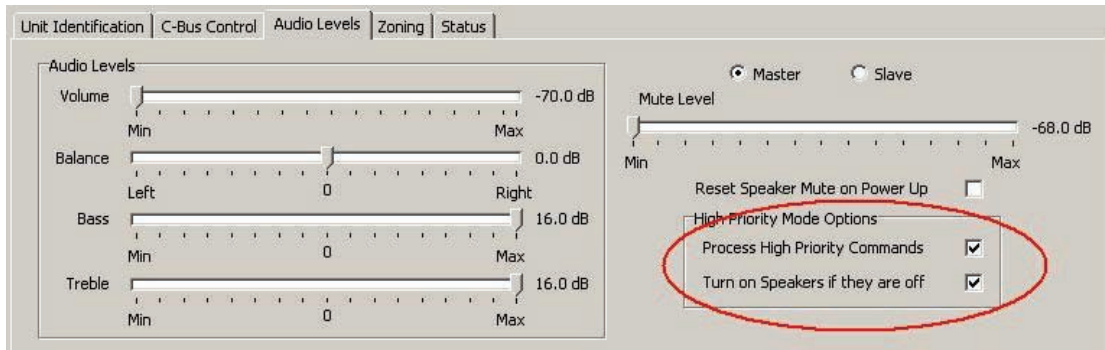 Unit Identification C-Bus Control Audio Levels Zoning Status
Audio Levels
Volume -70.0 dB
Min Max
Balance 0.0 dB
Left 0 Right
Bass 16.0 dB
Min 0 Max
Treble 16.0 dB
Min 0 Max
Master Slave
Mute Level
-68.0 dB
Min Max
Reset Speaker Mute on Power Up
High Priority Mode Options
Process High Priority Commands
Turn on Speakers if they are off